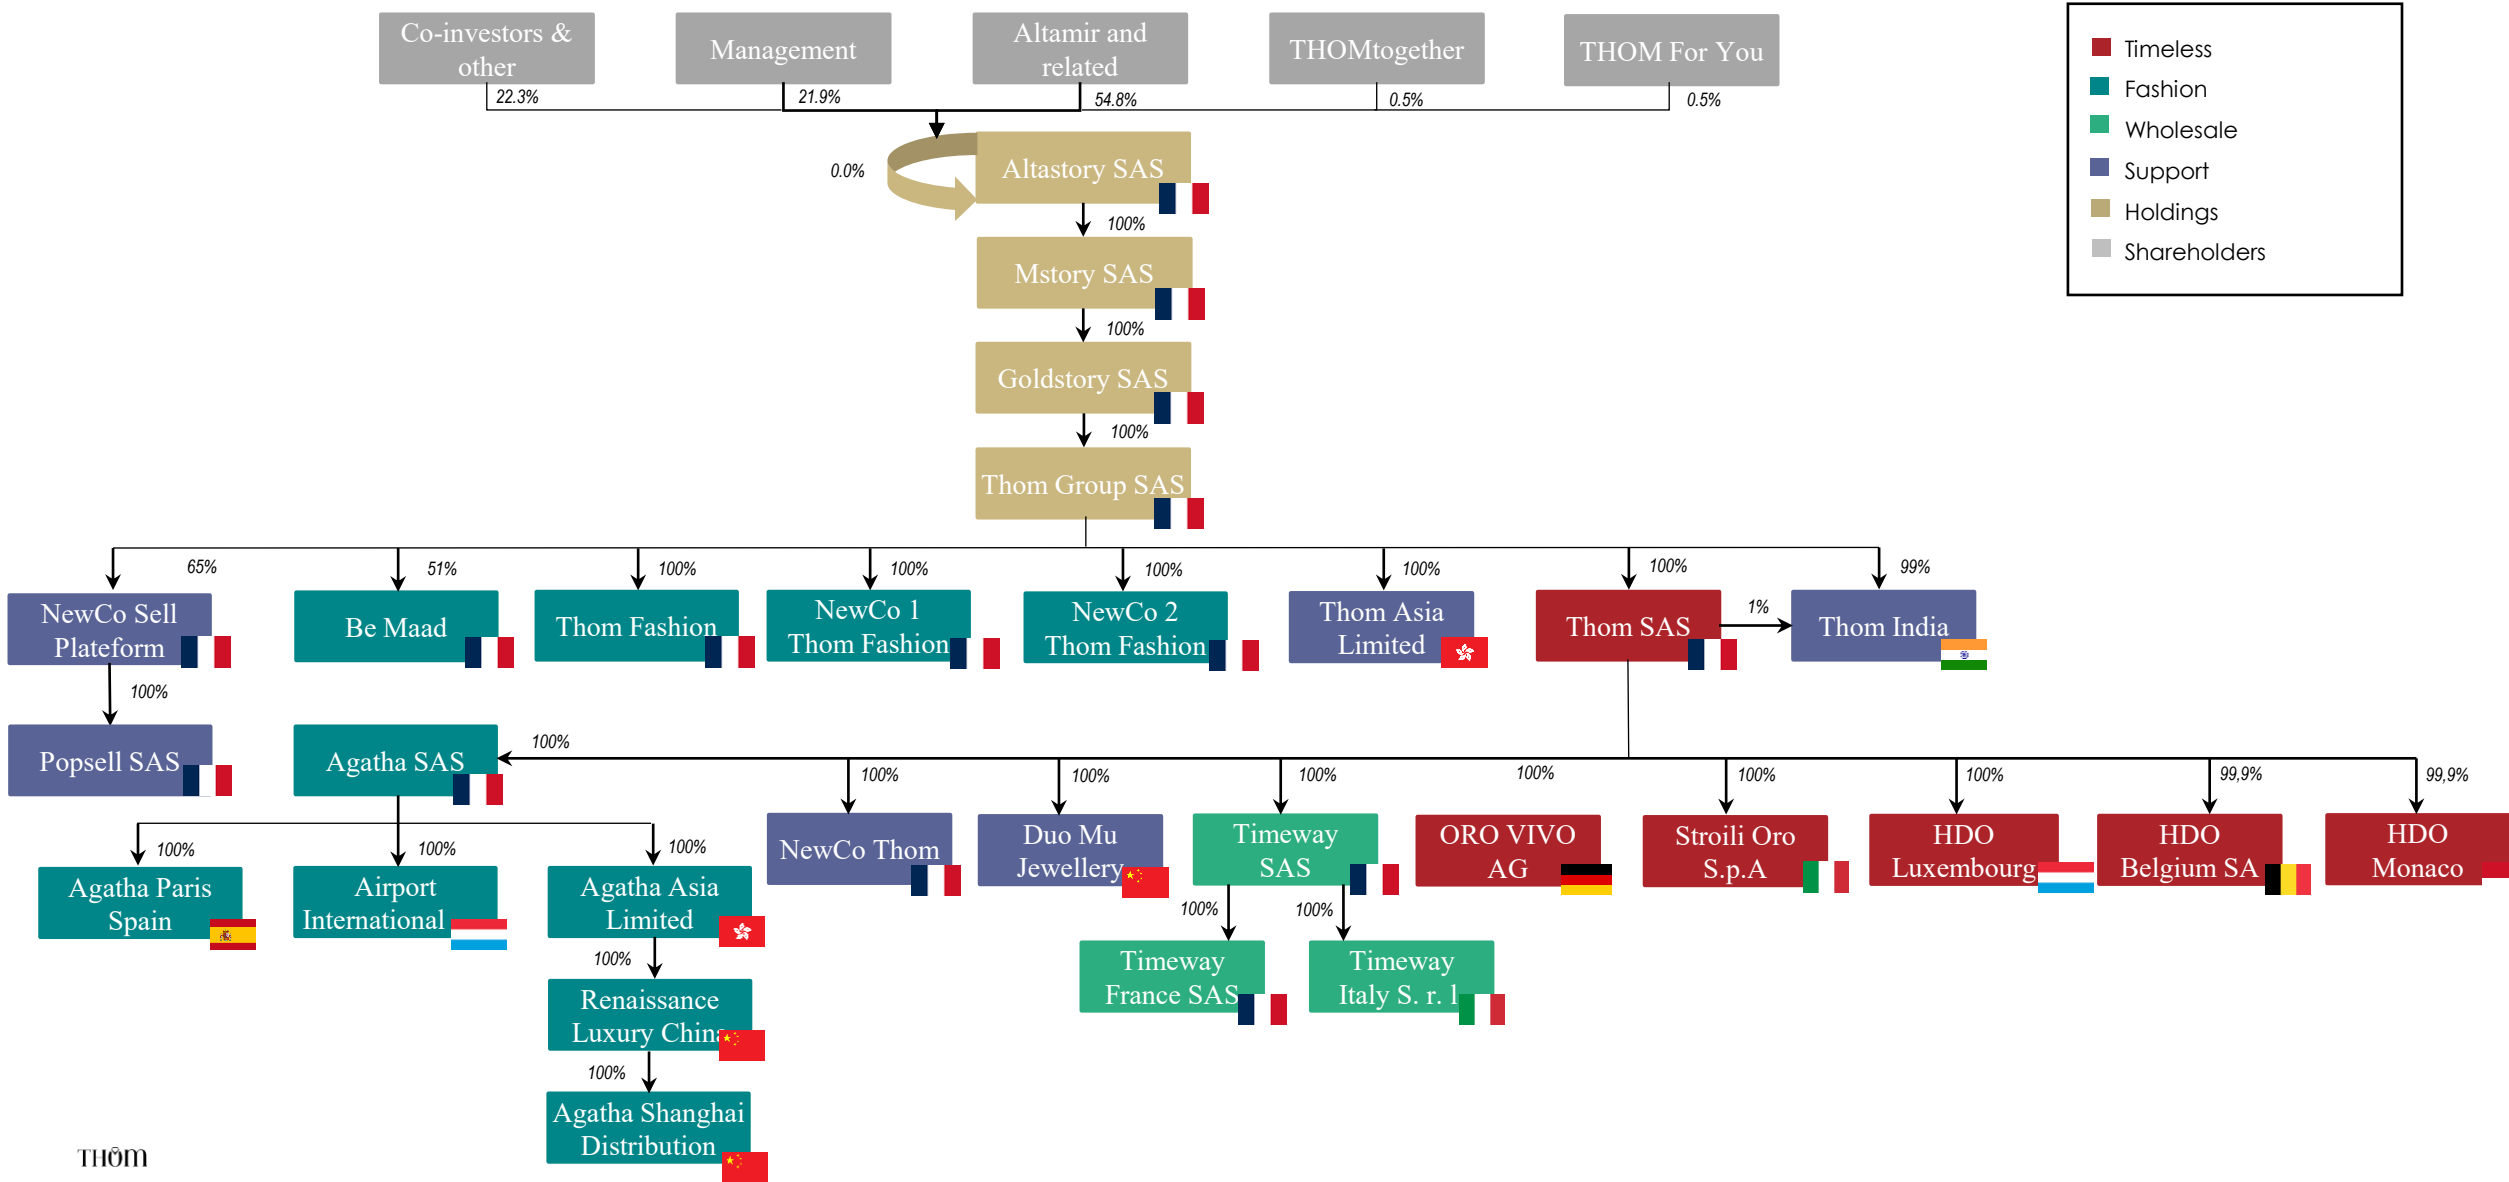 Co-investors &
other
Management
Altamir and
related
THOMtogether
THOM For You
22.3%
21.9%
54.8%
0.5%
0.5%
Timeless
Fashion
Wholesale
Support
Holdings
Shareholders
0.0%
Altastory SAS
100%
Mstory SAS
100%
Goldstory SAS
100%
Thom Group SAS
65%
51%
100%
100%
100%
100%
100%
99%
NewCo Sell
Plateform
Be Maad
Thom Fashion
NewCo 1
Thom Fashion
NewCo 2
Thom Fashion
Thom Asia
Limited
Thom SAS
1%
Thom India
100%
Popsell SAS
Agatha SAS
100%
100%
100%
100%
100%
100%
100%
99,9%
99,9%
NewCo Thom
Duo Mu
Jewellery
Timeway
SAS
ORO VIVO
AG
Stroili Oro
S.p.A
HDO
Luxembourg
HDO
Belgium SA
HDO
Monaco
100%
100%
100%
Agatha Paris
Spain
Airport
International
Agatha Asia
Limited
100%
100%
Timeway
France SAS
Timeway
Italy S. r. l
100%
Renaissance
Luxury China
100%
Agatha Shanghai
Distribution
THOM